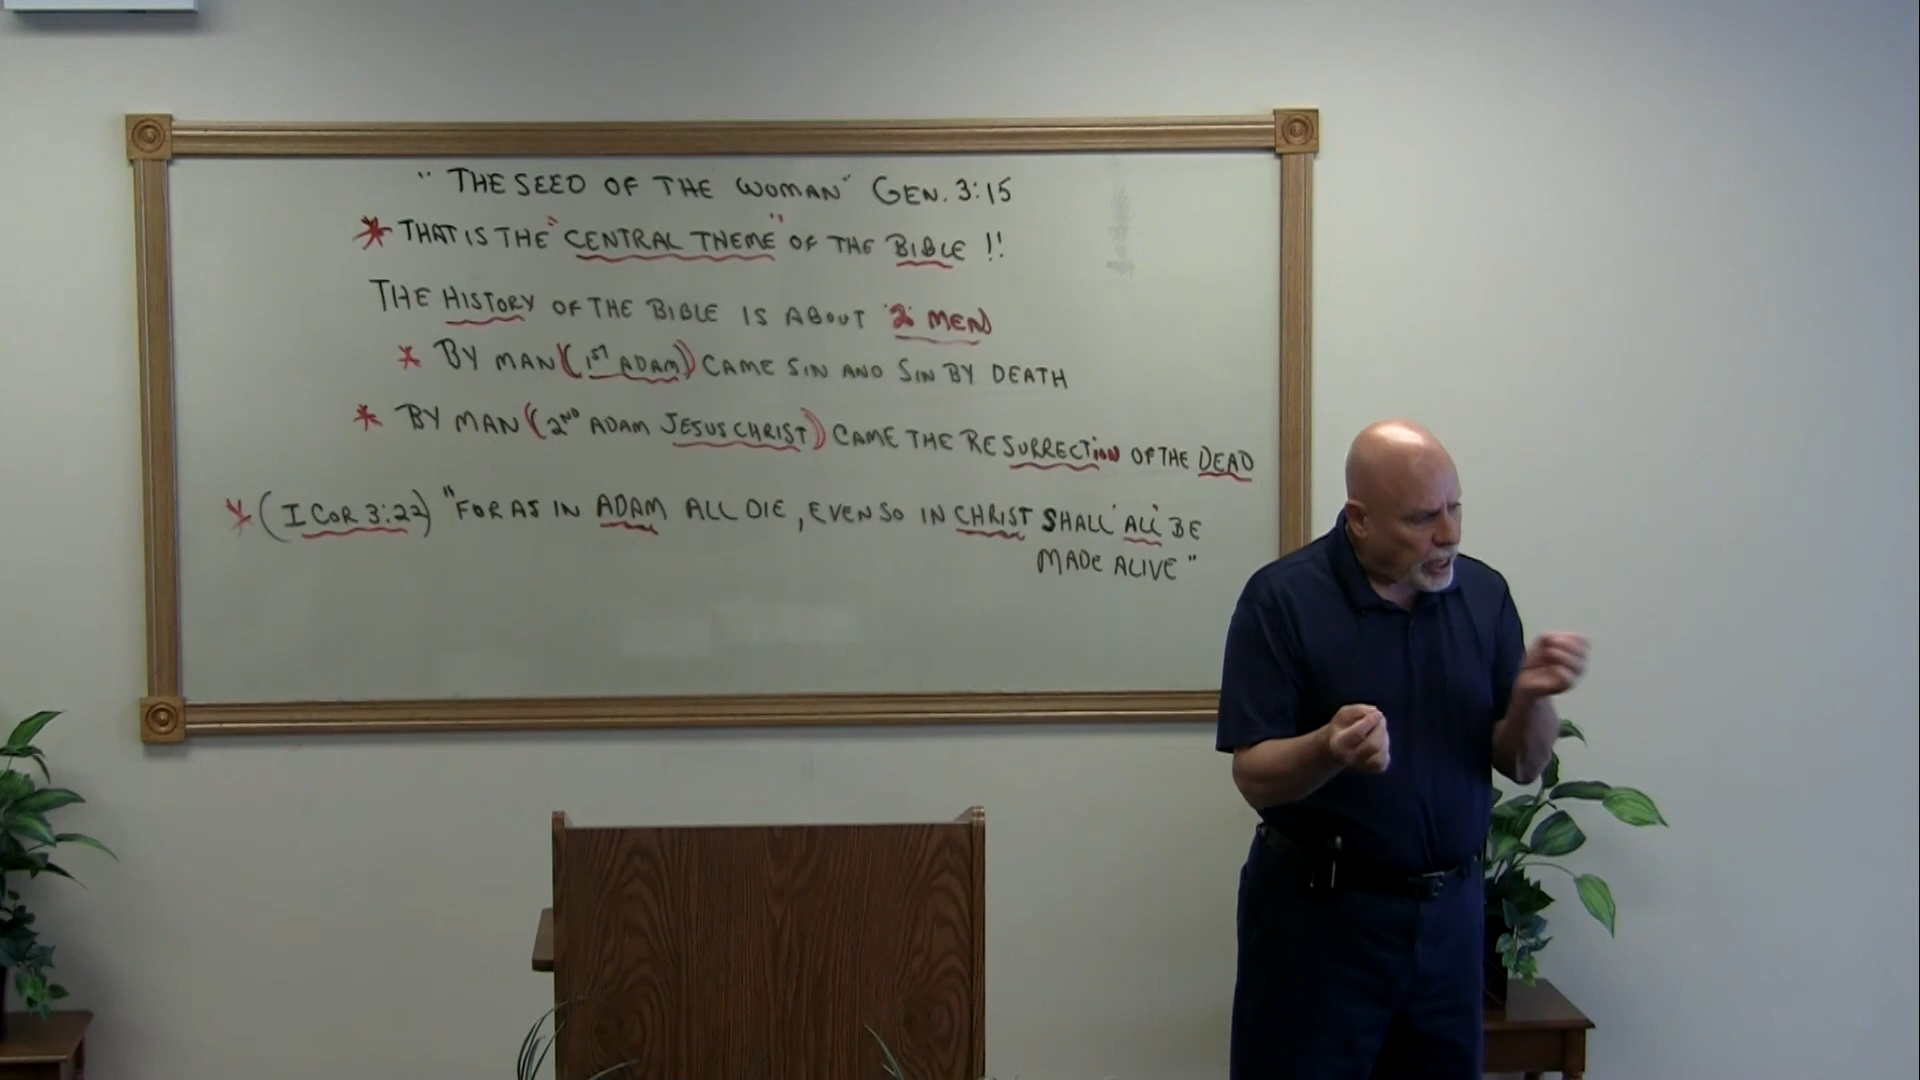 "THE SEED OF THE WOMAN" GEN. 3:15
* THAT IS THE "CENTRAL THEME" OF THE BIBLE !!
THE HISTORY OF THE BIBLE IS ABOUT "2" MEN
* BY MAN (1ST ADAM) CAME SIN AND SIN BY DEATH
* BY MAN (2ND ADAM JESUS CHRIST) CAME THE RESURRECTION OF THE DEAD
* (I COR 3:22) "FOR AS IN ADAM ALL DIE, EVEN SO IN CHRIST SHALL "ALL" BE
MADE ALIVE"